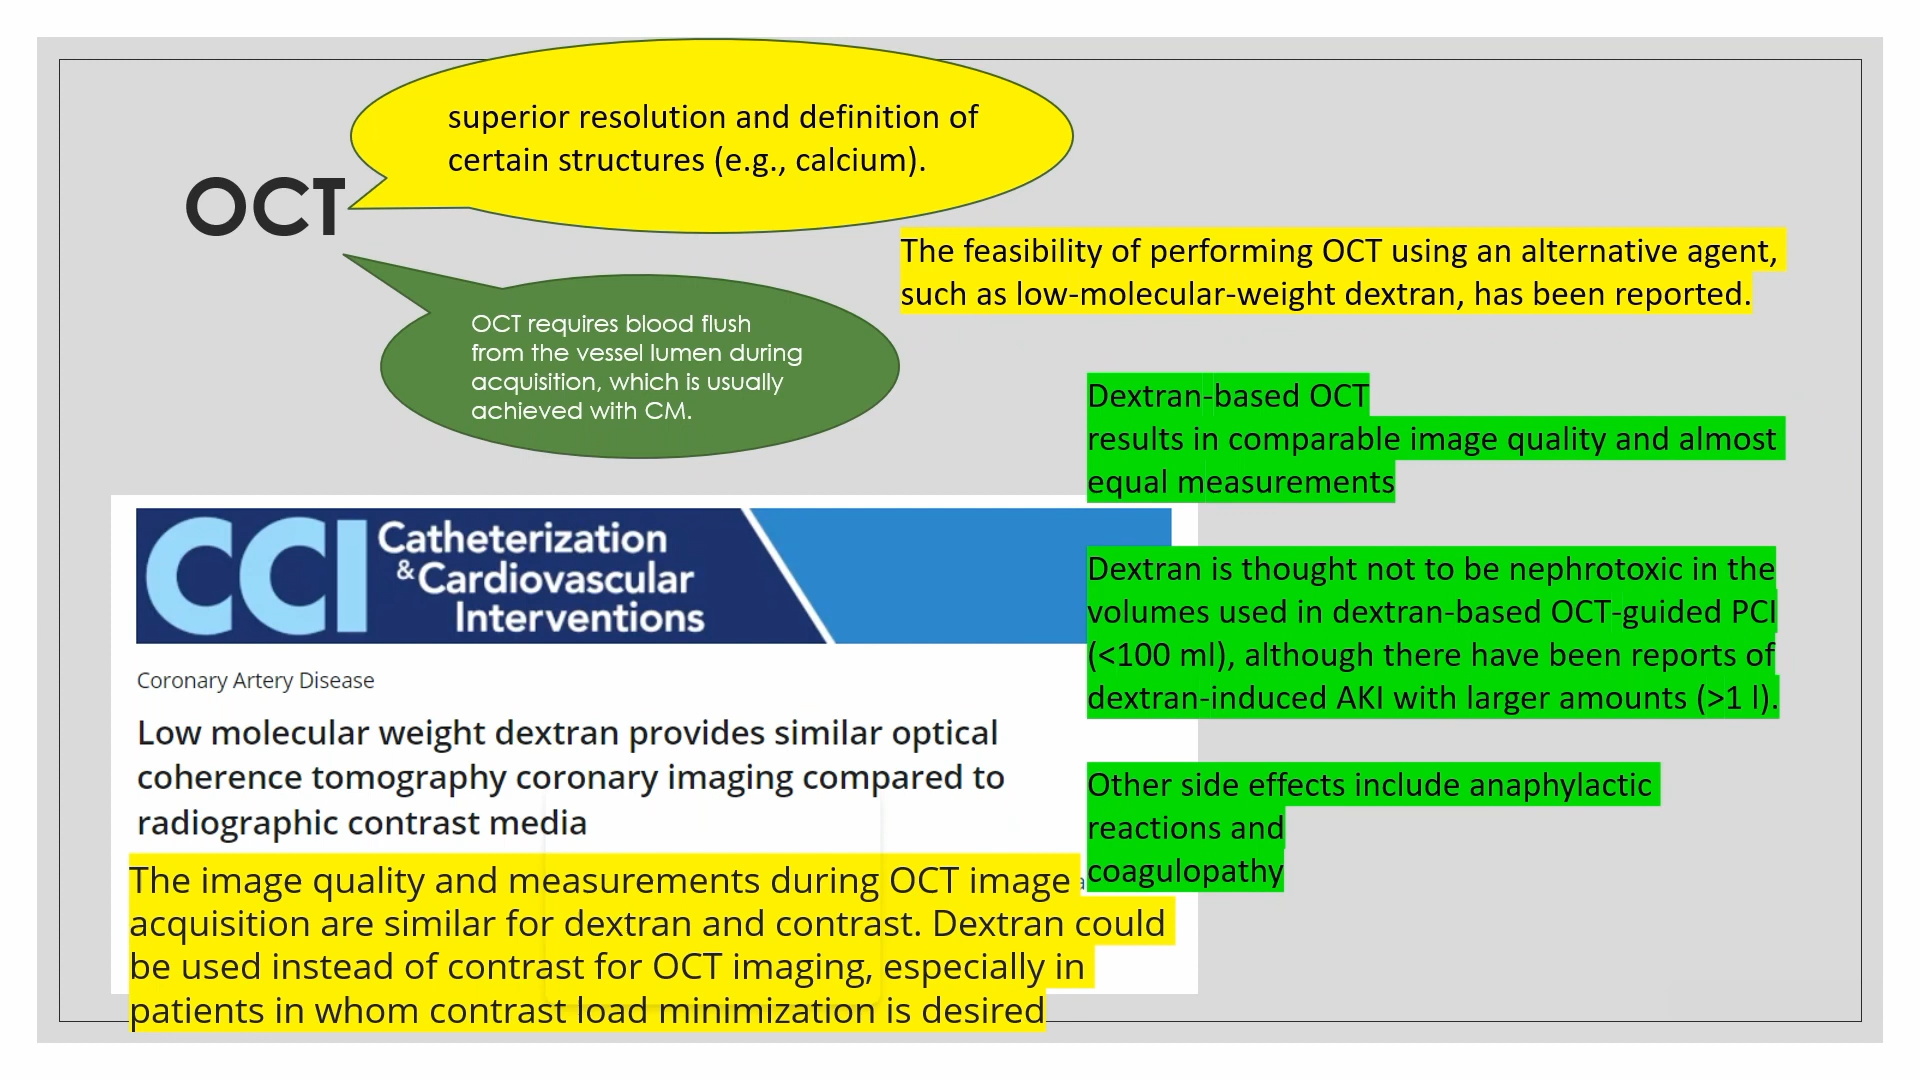 superior resolution and definition of
certain structures (e.g., calcium).
OCT
OCT requires blood flush
from the vessel lumen during
acquisition, which is usually
achieved with CM.
The feasibility of performing OCT using an alternative agent,
such as low-molecular-weight dextran, has been reported.
Dextran-based OCT
results in comparable image quality and almost
equal measurements
Dextran is thought not to be nephrotoxic in the
volumes used in dextran-based OCT-guided PCI
(<100 ml), although there have been reports of
dextran-induced AKI with larger amounts (>1 l).
Other side effects include anaphylactic
reactions and
coagulopathy
CCI
Catheterization
& Cardiovascular
Interventions
Coronary Artery Disease
Low molecular weight dextran provides similar optical
coherence tomography coronary imaging compared to
radiographic contrast media
The image quality and measurements during OCT image
acquisition are similar for dextran and contrast. Dextran could
be used instead of contrast for OCT imaging, especially in
patients in whom contrast load minimization is desired